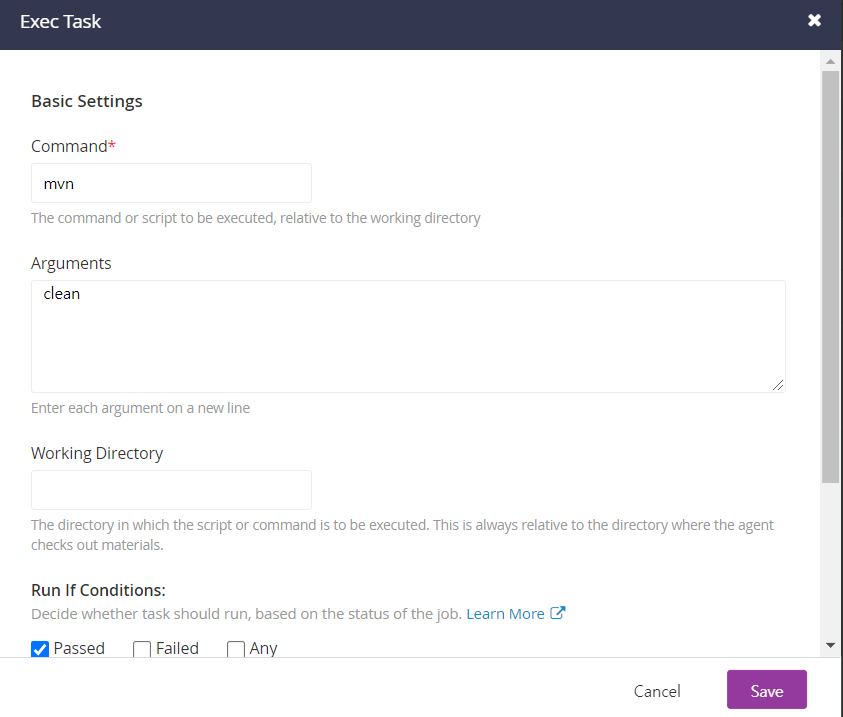 Exec Task
Basic Settings
Command*
mvn
The command or script to be executed, relative to the working directory
Arguments
clean
Enter each argument on a new line
Working Directory
The directory in which the script or command is to be executed. This is always relative to the directory where the agent
checks out materials.
Run If Conditions:
Decide whether task should run, based on the status of the job. Learn More
Passed Failed Any
Cancel Save